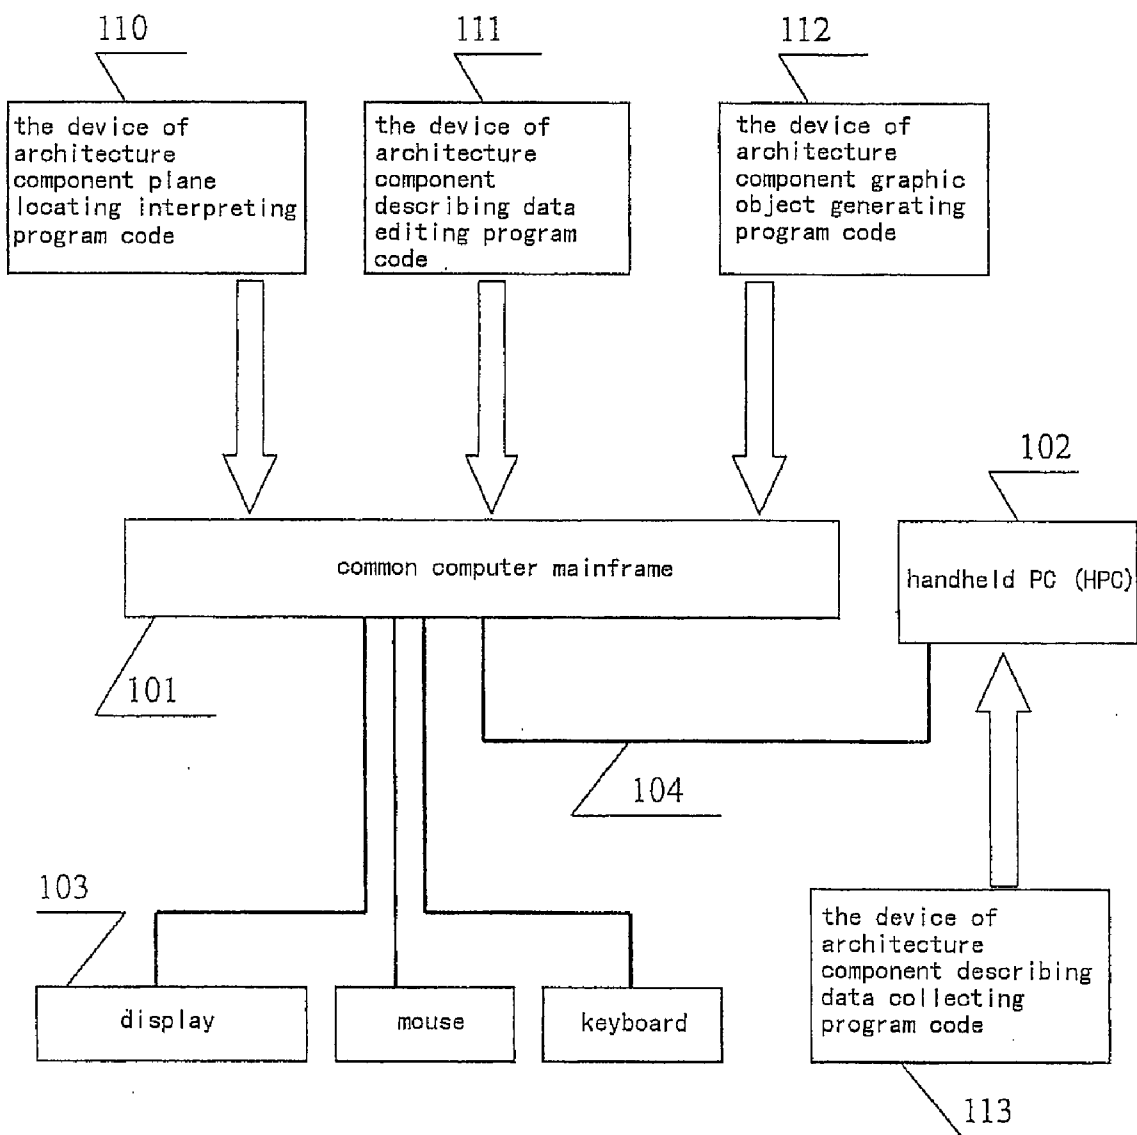 110
111
112
the device of
architecture
component plane
locating interpreting
program code
the device of
architecture
component
describing data
editing program
code
the device of
architecture
component graphic
object generating
program code
102
common computer mainframe
handheld PC (HPC)
101
104
103
display
mouse
keyboard
the device of
architecture
component describing
data collecting
program code
113